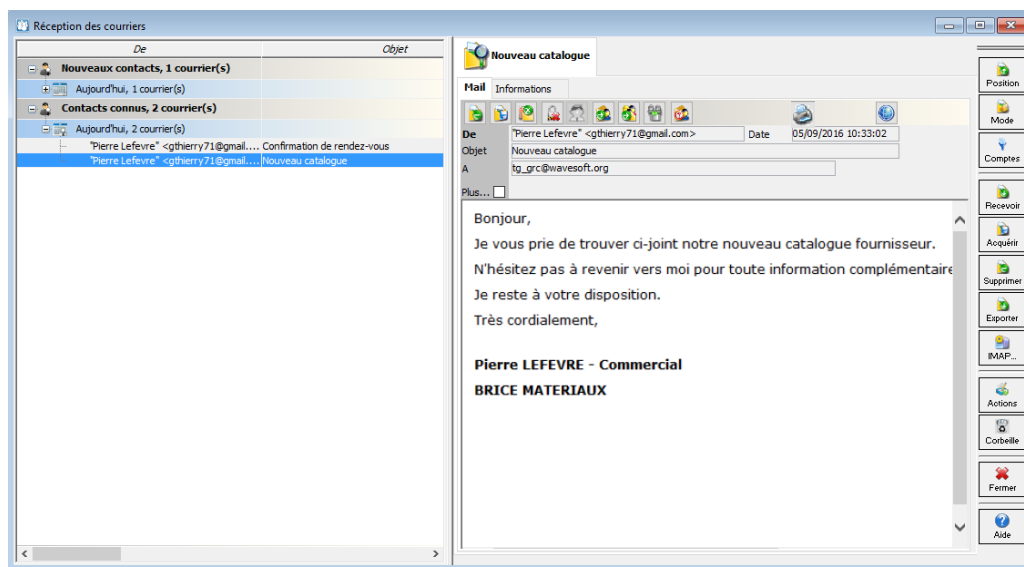 Réception des courriers
De Objet
Nouveaux contacts, 1 courrier(s)
Aujourd'hui, 1 courrier(s)
Contacts connus, 2 courrier(s)
Aujourd'hui, 2 courrier(s)
"Pierre Lefevre" <gthierry71@gmail.... Confirmation de rendez-vous
"Pierre Lefevre" <gthierry71@gmail.... Nouveau catalogue
Nouveau catalogue
Mail Informations
De "Pierre Lefevre" <gthierry71@gmail.com> Date 05/09/2016 10:33:02
Objet Nouveau catalogue
A tg_grc@wavesoft.org
Plus...
Bonjour,
Je vous prie de trouver ci-joint notre nouveau catalogue fournisseur.
N'hésitez pas à revenir vers moi pour toute information complémentaire
Je reste à votre disposition.
Très cordialement,
Pierre LEFEVRE - Commercial
BRICE MATERIAUX
Position
Mode
Comptes
Recevoir
Acquérir
Supprimer
Exporter
IMAP...
Actions
Corbeille
Fermer
Aide